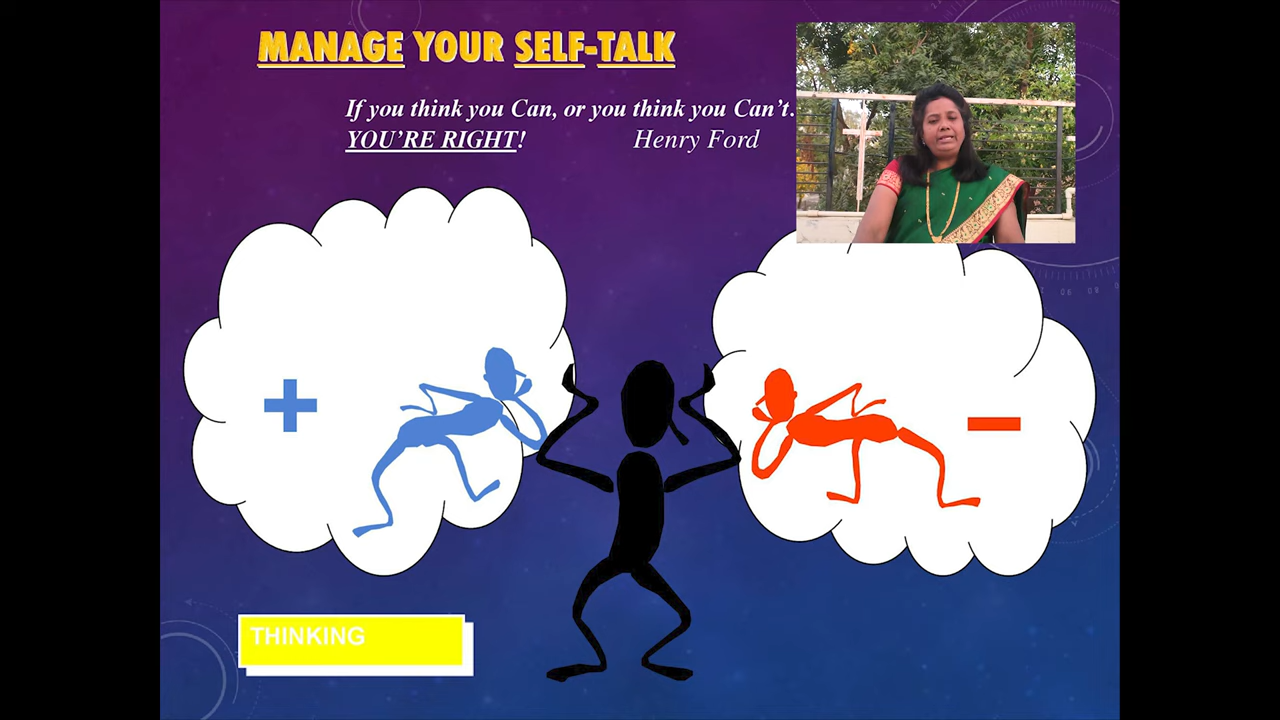 MANAGE YOUR SELF-TALK
If you think you Can, or you think you Can't.
YOU'RE RIGHT! Henry Ford
+
−
THINKING